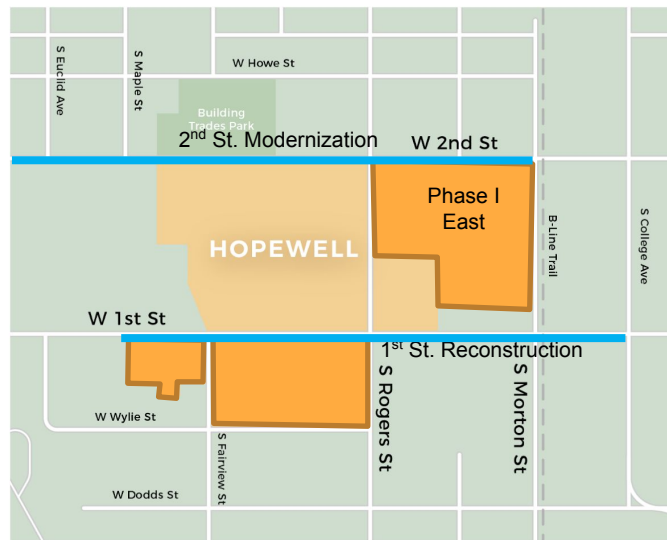 S Euclid Ave
S Maple St
W Howe St
Building
Trades Park
2nd St. Modernization
W 2nd St
Phase I
East
HOPEWELL
B-Line Trail
S College Ave
W 1st St
1st St. Reconstruction
S Rogers St
S Morton St
W Wylie St
S Fairview St
W Dodds St